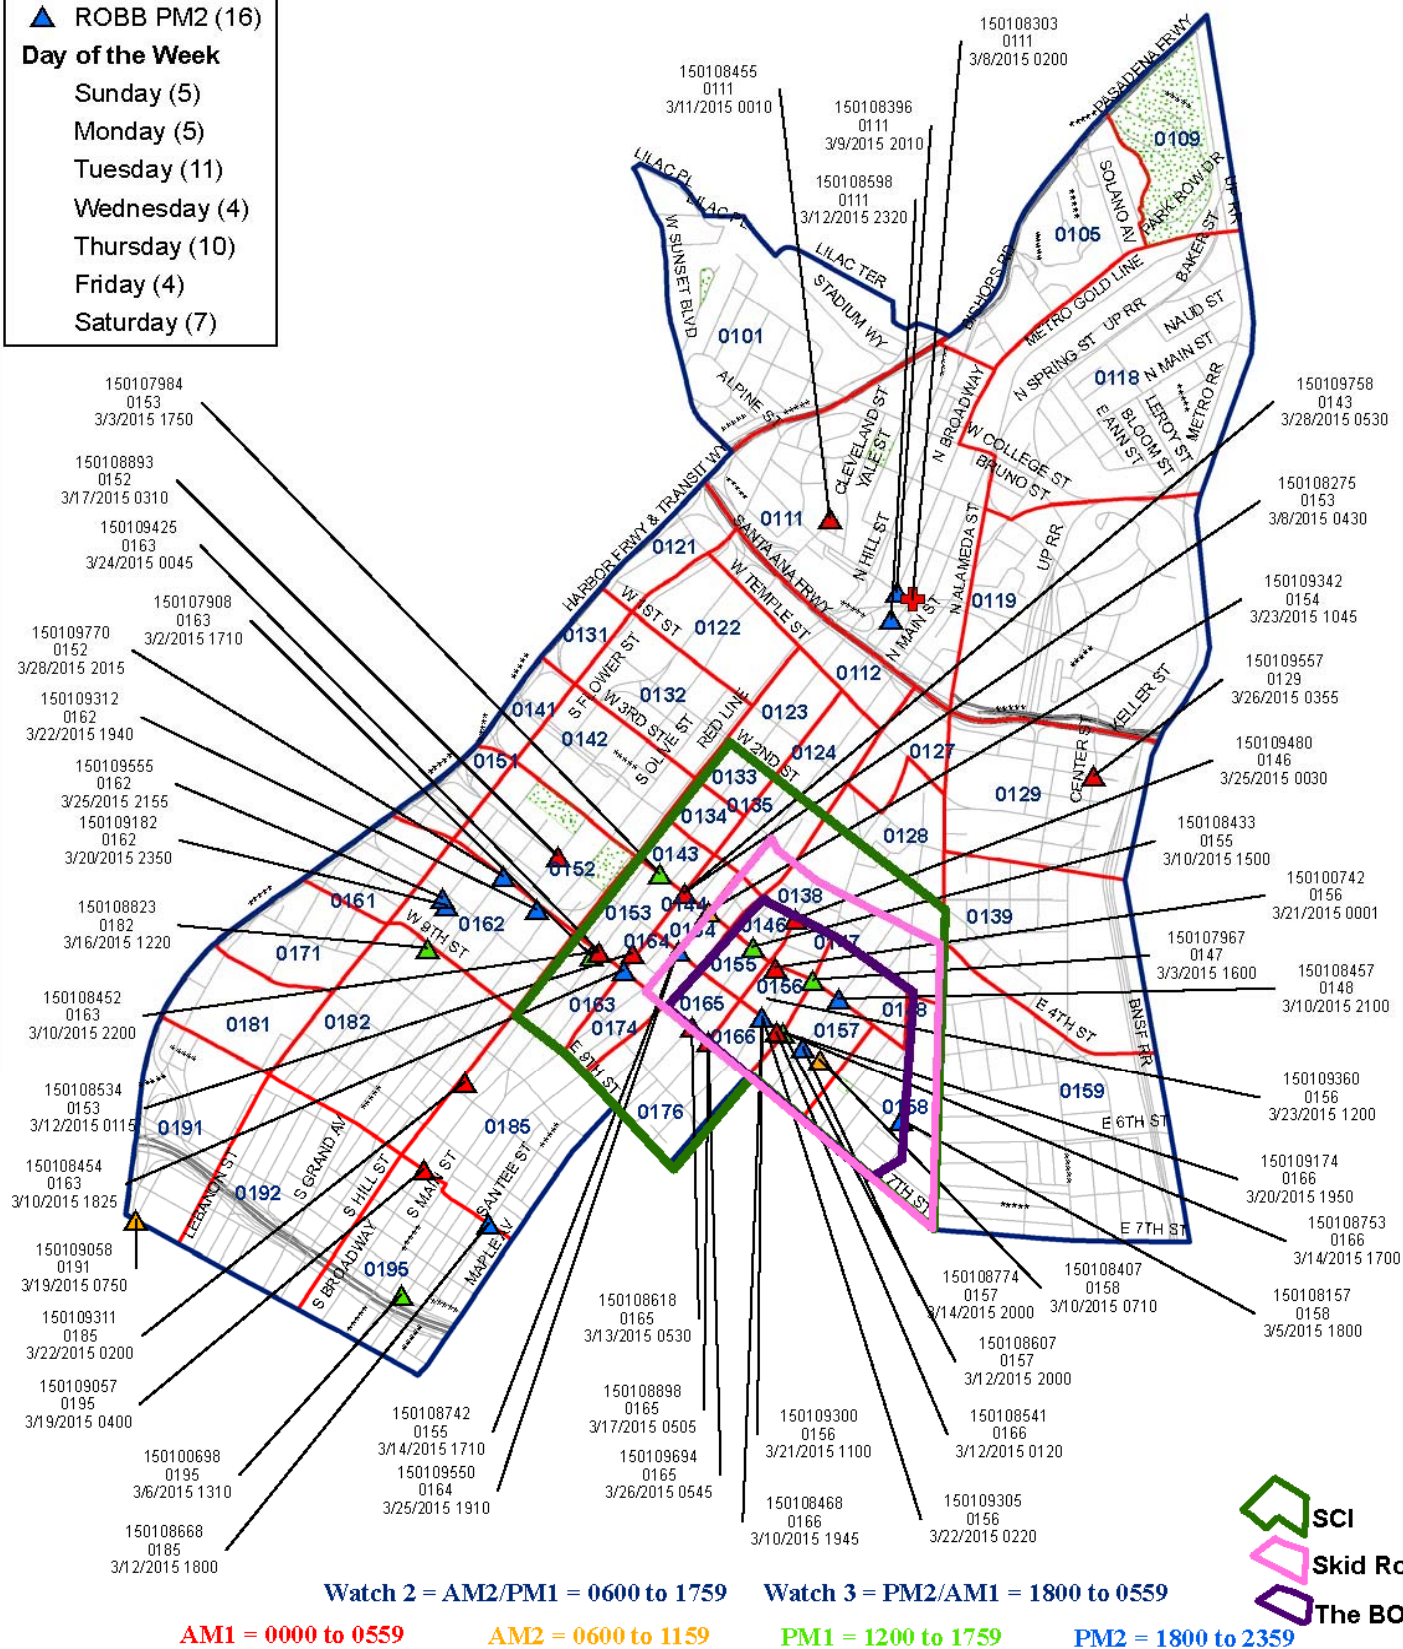 ROBB PM2 (16)
Day of the Week
Sunday (5)
Monday (5)
Tuesday (11)
Wednesday (4)
Thursday (10)
Friday (4)
Saturday (7)
150108303
0111
3/8/2015 0200
150108455
0111
3/11/2015 0010
150108396
0111
3/9/2015 2010
150108598
0111
3/12/2015 2320
150107984
0153
3/3/2015 1750
150108893
0152
3/17/2015 0310
150109425
0163
3/24/2015 0045
150107908
0163
3/2/2015 1710
150109770
0152
3/28/2015 2015
150109312
0162
3/22/2015 1940
150109555
0162
3/25/2015 2155
150109182
0162
3/20/2015 2350
150108823
0182
3/16/2015 1220
150108452
0163
3/10/2015 2200
150108534
0153
3/12/2015 0115
150108454
0163
3/10/2015 1825
150109058
0191
3/19/2015 0750
150109311
0185
3/22/2015 0200
150109057
0195
3/19/2015 0400
150100698
0195
3/6/2015 1310
150108668
0185
3/12/2015 1800
150109758
0143
3/28/2015 0530
150108275
0153
3/8/2015 0430
150109342
0154
3/23/2015 1045
150109557
0129
3/26/2015 0355
150109480
0146
3/25/2015 0030
150108433
0155
3/10/2015 1500
150100742
0156
3/21/2015 0001
150107967
0147
3/3/2015 1600
150108457
0148
3/10/2015 2100
150109360
0156
3/23/2015 1200
150109174
0166
3/20/2015 1950
150108753
0166
3/14/2015 1700
150108157
0158
3/5/2015 1800
150108407
0158
3/10/2015 0710
150108774
0157
3/14/2015 2000
150108607
0157
3/12/2015 2000
150108541
0166
3/12/2015 0120
150109305
0156
3/22/2015 0220
150109300
0156
3/21/2015 1100
150108468
0166
3/10/2015 1945
150108618
0165
3/13/2015 0530
150108898
0165
3/17/2015 0505
150109694
0165
3/26/2015 0545
150108742
0155
3/14/2015 1710
150109550
0164
3/25/2015 1910
PASADENA FRWY
0109
SOLANO AV
PARK ROW DR
UP RR
0105
BAKER ST
LILAC PL
LILAC PL
W SUNSET BLVD
LILAC TER
STADIUM WY
BISHOPS RD
METRO GOLD LINE
0101
N SPRING ST
UP RR
NAUD ST
0118
N MAIN ST
METRO RR
LEROY ST
BLOOM ST
E ANN ST
ALPINE ST
CLEVELAND ST
YALE ST
N BROADWAY
W COLLEGE ST
BRUNO ST
HARBOR FRWY & TRANSIT WY
0111
SANTA ANA FRWY
N HILL ST
N ALAMEDA ST
UP RR
0121
W TEMPLE ST
0119
N MAIN ST
W 1ST ST
0122
0131
S FLOWER ST
0112
0132
W 3RD ST
S OLIVE ST
RED LINE
0141
0142
0123
W 2ND ST
0124
0127
CENTER ST
KELLER ST
0151
0133
0129
0134
0135
0128
0143
0152
0138
0139
0153
0144
0146
0147
0161
0162
W 9TH ST
0164
0155
0156
0171
0163
0165
0148
0181
0182
0174
0166
0157
E 4TH ST
BNSF RR
E 9TH ST
0176
0158
0159
E 6TH ST
0191
0185
S GRAND AV
LEBANON ST
0192
S HILL ST
S MAIN ST
SANTEE ST
MAPLE AV
S BROADWAY
0195
7TH ST
E 7TH ST
SCI
Skid Ro
The BO
Watch 2 = AM2/PM1 = 0600 to 1759 Watch 3 = PM2/AM1 = 1800 to 0559
AM1 = 0000 to 0559 AM2 = 0600 to 1159 PM1 = 1200 to 1759 PM2 = 1800 to 2359